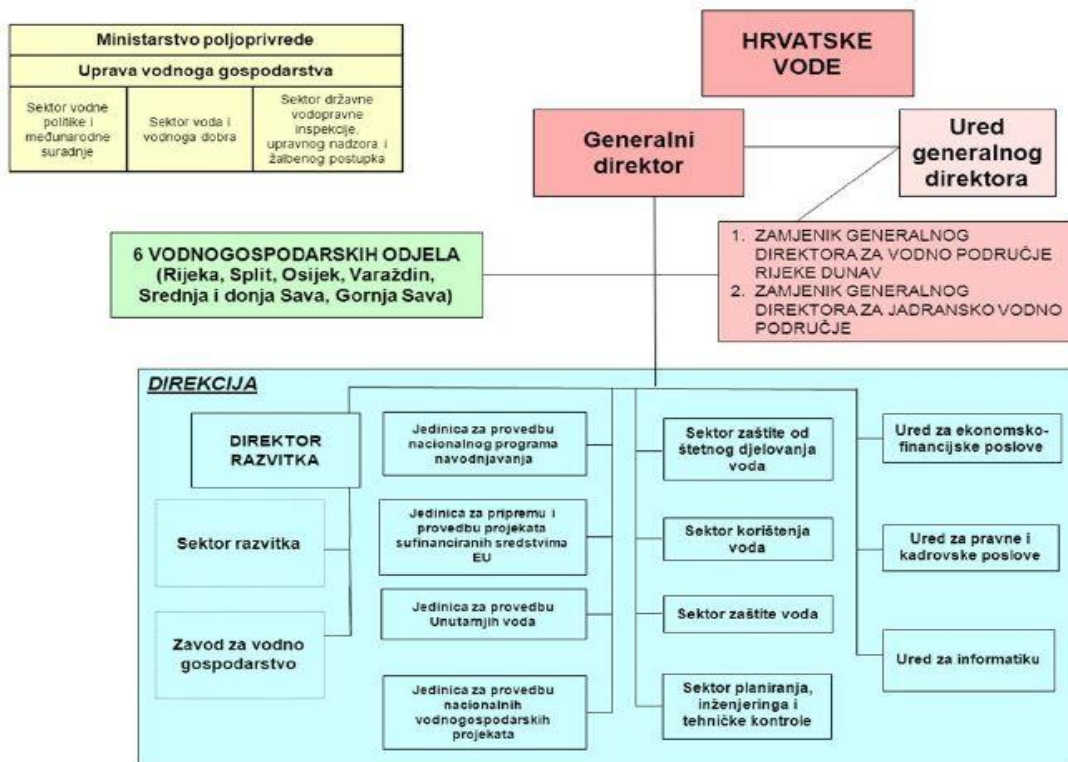 Ministarstvo poljoprivrede
Uprava vodnoga gospodarstva
Sektor vodne
politike i
međunarodne
suradnje
Sektor voda i
vodnoga dobra
Sektor državne
vodopravne
inspekcije,
upravnog nadzora i
žalbenog postupka
HRVATSKE
VODE
Generalni
direktor
Ured
generalnog
direktora
6 VODNOGOSPODARSKIH ODJELA
(Rijeka, Split, Osijek, Varaždin,
Srednja i donja Sava, Gornja Sava)
1. ZAMJENIK GENERALNOG
DIREKTORA ZA VODNO PODRUČJE
RIJEKE DUNAV
2. ZAMJENIK GENERALNOG
DIREKTORA ZA JADRANSKO VODNO
PODRUČJE
DIREKCIJA
DIREKTOR
RAZVITKA
Sektor razvitka
Zavod za vodno
gospodarstvo
Jedinica za provedbu
nacionalnog programa
navodnjavanja
Jedinica za pripremu i
provedbu projekata
sufinanciranih sredstvima
EU
Jedinica za provedbu
Unutarnjih voda
Jedinica za provedbu
nacionalnih
vodnogospodarskih
projekata
Sektor zaštite od
štetnog djelovanja
voda
Sektor korištenja
voda
Sektor zaštite voda
Sektor planiranja,
inženjeringa i
tehničke kontrole
Ured za ekonomsko-
financijske poslove
Ured za pravne i
kadrovske poslove
Ured za informatiku